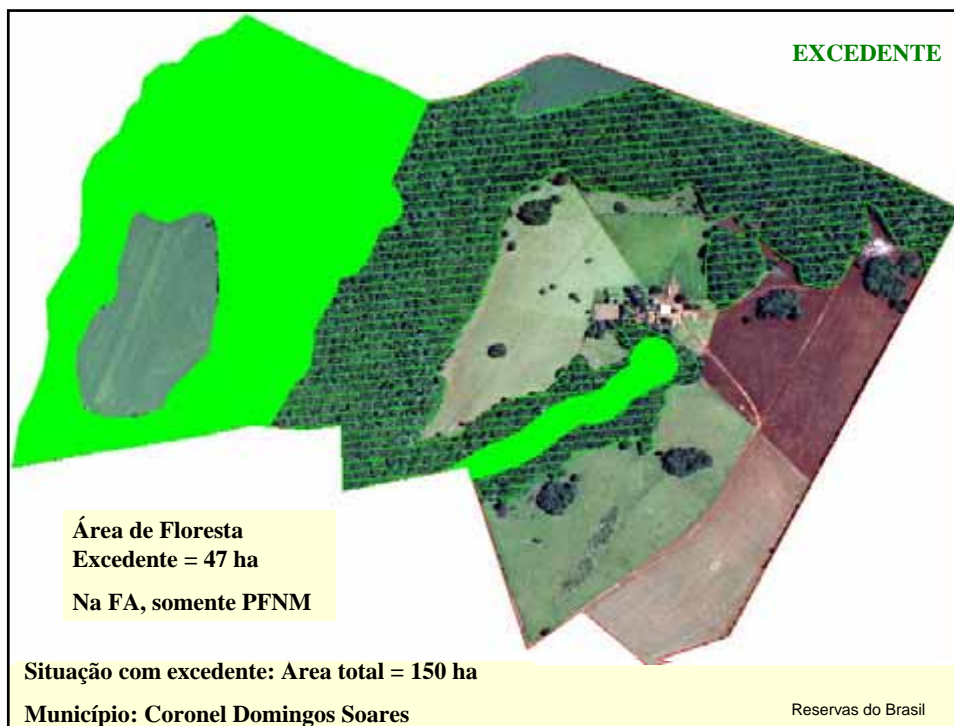 EXCEDENTE
Área de Floresta
Excedente = 47 ha
Na FA, somente PFNM
Situação com excedente: Area total = 150 ha
Município: Coronel Domingos Soares
Reservas do Brasil